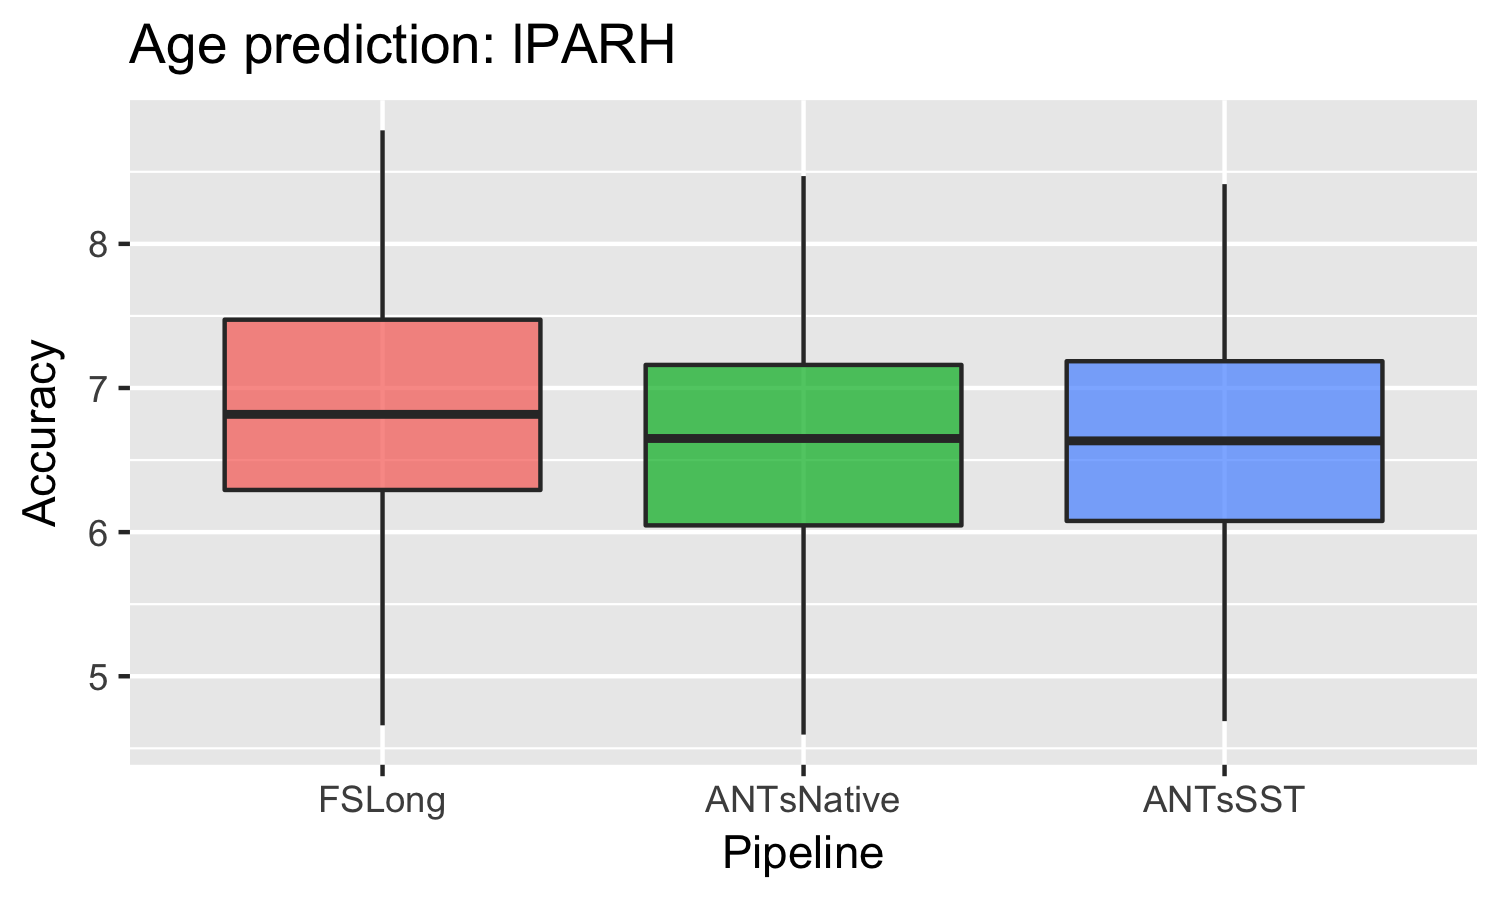 Age prediction: IPARH
Accuracy
8
7
6
5
FSLong ANTsNative ANTsSST
Pipeline